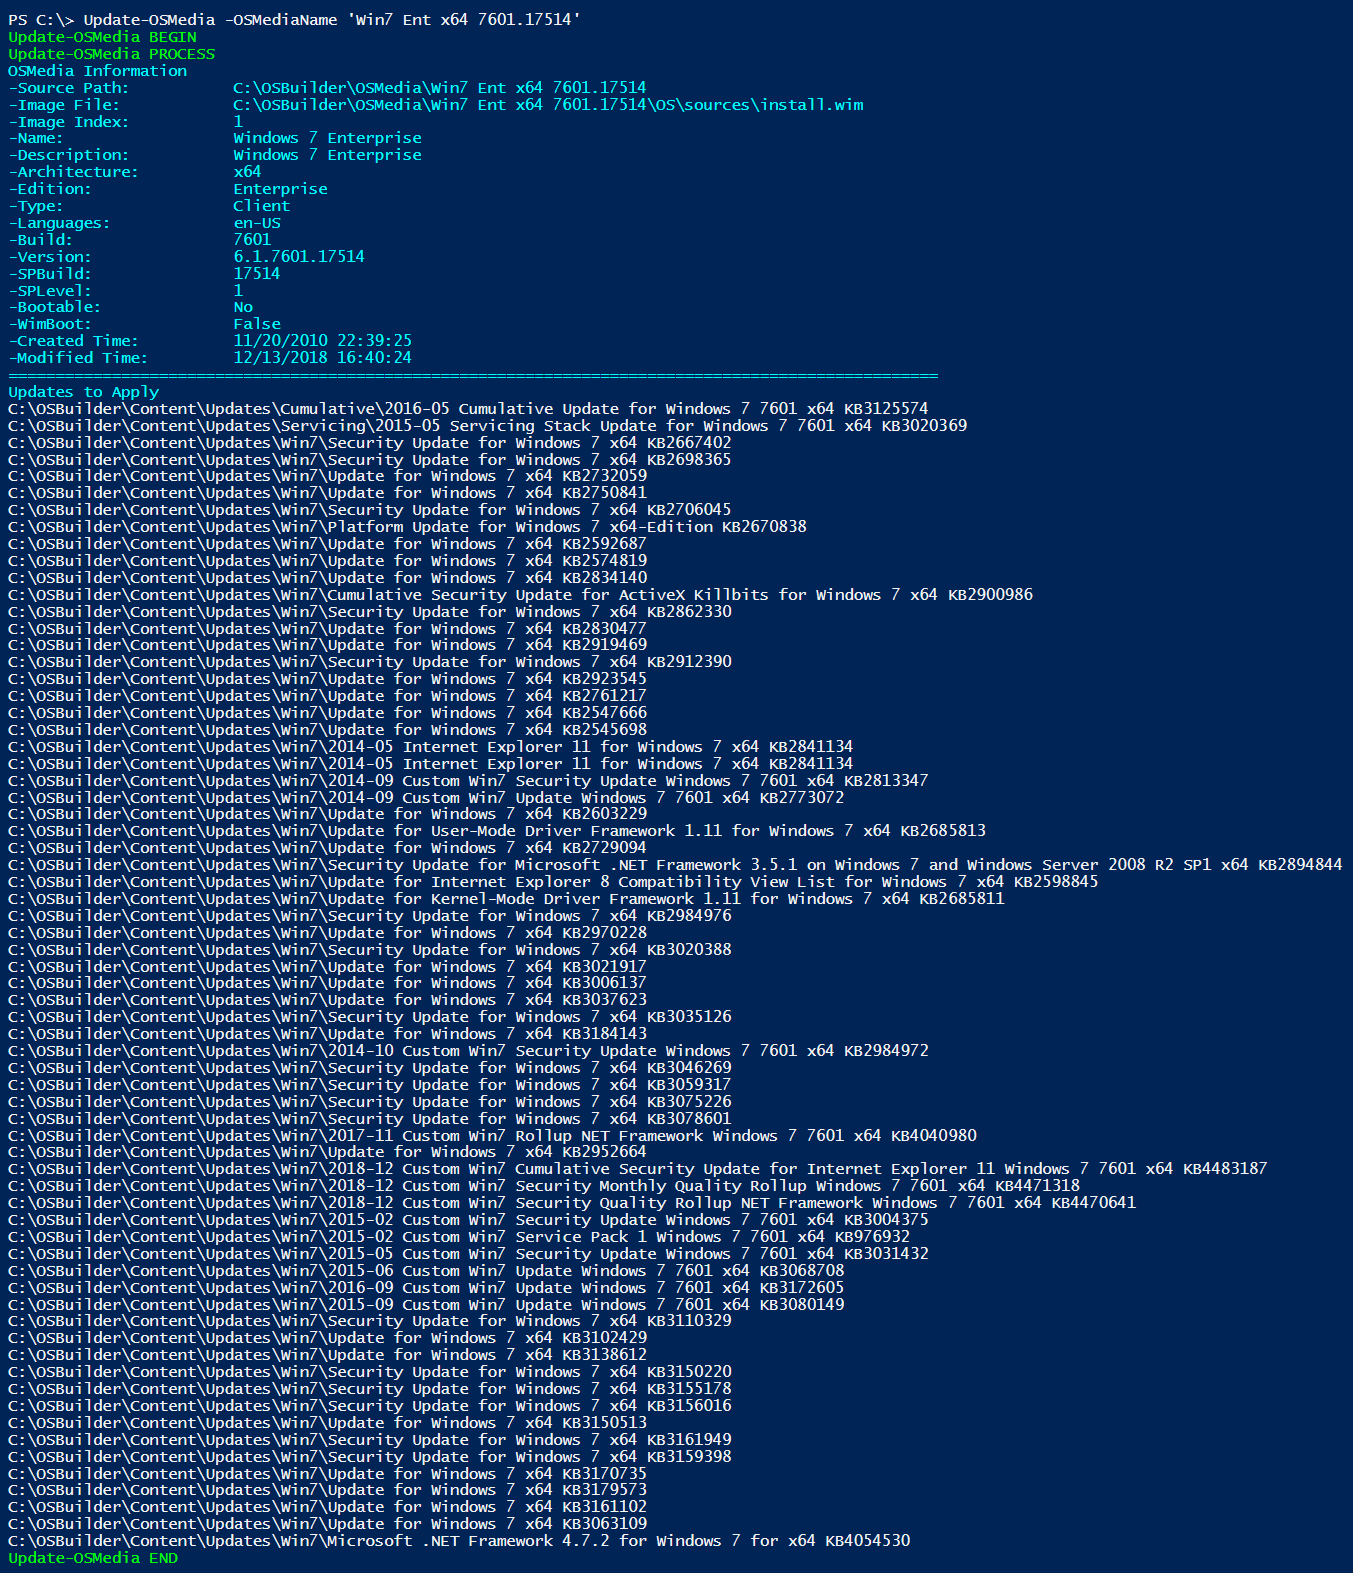 PS C:\> Update-OSMedia -OSMediaName 'Win7 Ent x64 7601.17514'
Update-OSMedia BEGIN
Update-OSMedia PROCESS
OSMedia Information
-Source Path: C:\OSBuilder\OSMedia\Win7 Ent x64 7601.17514
-Image File: C:\OSBuilder\OSMedia\Win7 Ent x64 7601.17514\OS\sources\install.wim
-Image Index: 1
-Name: Windows 7 Enterprise
-Description: Windows 7 Enterprise
-Architecture: x64
-Edition: Enterprise
-Type: Client
-Languages: en-US
-Build: 7601
-Version: 6.1.7601.17514
-SPBuild: 17514
-SPLevel: 1
-Bootable: No
-WimBoot: False
-Created Time: 11/20/2010 22:39:25
-Modified Time: 12/13/2018 16:40:24
===================================================================================================
Updates to Apply
C:\OSBuilder\Content\Updates\Cumulative\2016-05 Cumulative Update for Windows 7 7601 x64 KB3125574
C:\OSBuilder\Content\Updates\Servicing\2015-05 Servicing Stack Update for Windows 7 7601 x64 KB3020369
C:\OSBuilder\Content\Updates\Win7\Security Update for Windows 7 x64 KB2667402
C:\OSBuilder\Content\Updates\Win7\Security Update for Windows 7 x64 KB2698365
C:\OSBuilder\Content\Updates\Win7\Update for Windows 7 x64 KB2732059
C:\OSBuilder\Content\Updates\Win7\Update for Windows 7 x64 KB2750841
C:\OSBuilder\Content\Updates\Win7\Security Update for Windows 7 x64 KB2706045
C:\OSBuilder\Content\Updates\Win7\Platform Update for Windows 7 x64-Edition KB2670838
C:\OSBuilder\Content\Updates\Win7\Update for Windows 7 x64 KB2592687
C:\OSBuilder\Content\Updates\Win7\Update for Windows 7 x64 KB2574819
C:\OSBuilder\Content\Updates\Win7\Update for Windows 7 x64 KB2834140
C:\OSBuilder\Content\Updates\Win7\Cumulative Security Update for ActiveX Killbits for Windows 7 x64 KB2900986
C:\OSBuilder\Content\Updates\Win7\Security Update for Windows 7 x64 KB2862330
C:\OSBuilder\Content\Updates\Win7\Update for Windows 7 x64 KB2830477
C:\OSBuilder\Content\Updates\Win7\Update for Windows 7 x64 KB2919469
C:\OSBuilder\Content\Updates\Win7\Security Update for Windows 7 x64 KB2912390
C:\OSBuilder\Content\Updates\Win7\Update for Windows 7 x64 KB2923545
C:\OSBuilder\Content\Updates\Win7\Update for Windows 7 x64 KB2761217
C:\OSBuilder\Content\Updates\Win7\Update for Windows 7 x64 KB2547666
C:\OSBuilder\Content\Updates\Win7\Update for Windows 7 x64 KB2545698
C:\OSBuilder\Content\Updates\Win7\2014-05 Internet Explorer 11 for Windows 7 x64 KB2841134
C:\OSBuilder\Content\Updates\Win7\2014-05 Internet Explorer 11 for Windows 7 x64 KB2841134
C:\OSBuilder\Content\Updates\Win7\2014-09 Custom Win7 Security Update Windows 7 7601 x64 KB2813347
C:\OSBuilder\Content\Updates\Win7\2014-09 Custom Win7 Update Windows 7 7601 x64 KB2773072
C:\OSBuilder\Content\Updates\Win7\Update for Windows 7 x64 KB2603229
C:\OSBuilder\Content\Updates\Win7\Update for User-Mode Driver Framework 1.11 for Windows 7 x64 KB2685813
C:\OSBuilder\Content\Updates\Win7\Update for Windows 7 x64 KB2729094
C:\OSBuilder\Content\Updates\Win7\Security Update for Microsoft .NET Framework 3.5.1 on Windows 7 and Windows Server 2008 R2 SP1 x64 KB2894844
C:\OSBuilder\Content\Updates\Win7\Update for Internet Explorer 8 Compatibility View List for Windows 7 x64 KB2598845
C:\OSBuilder\Content\Updates\Win7\Update for Kernel-Mode Driver Framework 1.11 for Windows 7 x64 KB2685811
C:\OSBuilder\Content\Updates\Win7\Security Update for Windows 7 x64 KB2984976
C:\OSBuilder\Content\Updates\Win7\Update for Windows 7 x64 KB2970228
C:\OSBuilder\Content\Updates\Win7\Security Update for Windows 7 x64 KB3020388
C:\OSBuilder\Content\Updates\Win7\Update for Windows 7 x64 KB3021917
C:\OSBuilder\Content\Updates\Win7\Update for Windows 7 x64 KB3006137
C:\OSBuilder\Content\Updates\Win7\Update for Windows 7 x64 KB3037623
C:\OSBuilder\Content\Updates\Win7\Security Update for Windows 7 x64 KB3035126
C:\OSBuilder\Content\Updates\Win7\Update for Windows 7 x64 KB3184143
C:\OSBuilder\Content\Updates\Win7\2014-10 Custom Win7 Security Update Windows 7 7601 x64 KB2984972
C:\OSBuilder\Content\Updates\Win7\Security Update for Windows 7 x64 KB3046269
C:\OSBuilder\Content\Updates\Win7\Security Update for Windows 7 x64 KB3059317
C:\OSBuilder\Content\Updates\Win7\Security Update for Windows 7 x64 KB3075226
C:\OSBuilder\Content\Updates\Win7\Security Update for Windows 7 x64 KB3078601
C:\OSBuilder\Content\Updates\Win7\2017-11 Custom Win7 Rollup NET Framework Windows 7 7601 x64 KB4040980
C:\OSBuilder\Content\Updates\Win7\Update for Windows 7 x64 KB2952664
C:\OSBuilder\Content\Updates\Win7\2018-12 Custom Win7 Cumulative Security Update for Internet Explorer 11 Windows 7 7601 x64 KB4483187
C:\OSBuilder\Content\Updates\Win7\2018-12 Custom Win7 Security Monthly Quality Rollup Windows 7 7601 x64 KB4471318
C:\OSBuilder\Content\Updates\Win7\2018-12 Custom Win7 Security Quality Rollup NET Framework Windows 7 7601 x64 KB4470641
C:\OSBuilder\Content\Updates\Win7\2015-02 Custom Win7 Security Update Windows 7 7601 x64 KB3004375
C:\OSBuilder\Content\Updates\Win7\2015-02 Custom Win7 Service Pack 1 Windows 7 7601 x64 KB976932
C:\OSBuilder\Content\Updates\Win7\2015-05 Custom Win7 Security Update Windows 7 7601 x64 KB3031432
C:\OSBuilder\Content\Updates\Win7\2015-06 Custom Win7 Update Windows 7 7601 x64 KB3068708
C:\OSBuilder\Content\Updates\Win7\2016-09 Custom Win7 Update Windows 7 7601 x64 KB3172605
C:\OSBuilder\Content\Updates\Win7\2015-09 Custom Win7 Update Windows 7 7601 x64 KB3080149
C:\OSBuilder\Content\Updates\Win7\Security Update for Windows 7 x64 KB3110329
C:\OSBuilder\Content\Updates\Win7\Update for Windows 7 x64 KB3102429
C:\OSBuilder\Content\Updates\Win7\Update for Windows 7 x64 KB3138612
C:\OSBuilder\Content\Updates\Win7\Security Update for Windows 7 x64 KB3150220
C:\OSBuilder\Content\Updates\Win7\Security Update for Windows 7 x64 KB3155178
C:\OSBuilder\Content\Updates\Win7\Security Update for Windows 7 x64 KB3156016
C:\OSBuilder\Content\Updates\Win7\Update for Windows 7 x64 KB3150513
C:\OSBuilder\Content\Updates\Win7\Security Update for Windows 7 x64 KB3161949
C:\OSBuilder\Content\Updates\Win7\Security Update for Windows 7 x64 KB3159398
C:\OSBuilder\Content\Updates\Win7\Update for Windows 7 x64 KB3170735
C:\OSBuilder\Content\Updates\Win7\Update for Windows 7 x64 KB3179573
C:\OSBuilder\Content\Updates\Win7\Update for Windows 7 x64 KB3161102
C:\OSBuilder\Content\Updates\Win7\Update for Windows 7 x64 KB3063109
C:\OSBuilder\Content\Updates\Win7\Microsoft .NET Framework 4.7.2 for Windows 7 for x64 KB4054530
Update-OSMedia END